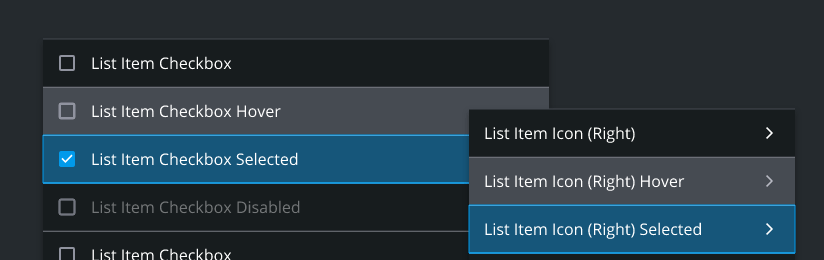 List Item Checkbox
List Item Checkbox Hover
List Item Checkbox Selected
List Item Checkbox Disabled
List Item Checkbox
List Item Icon (Right)
List Item Icon (Right) Hover
List Item Icon (Right) Selected